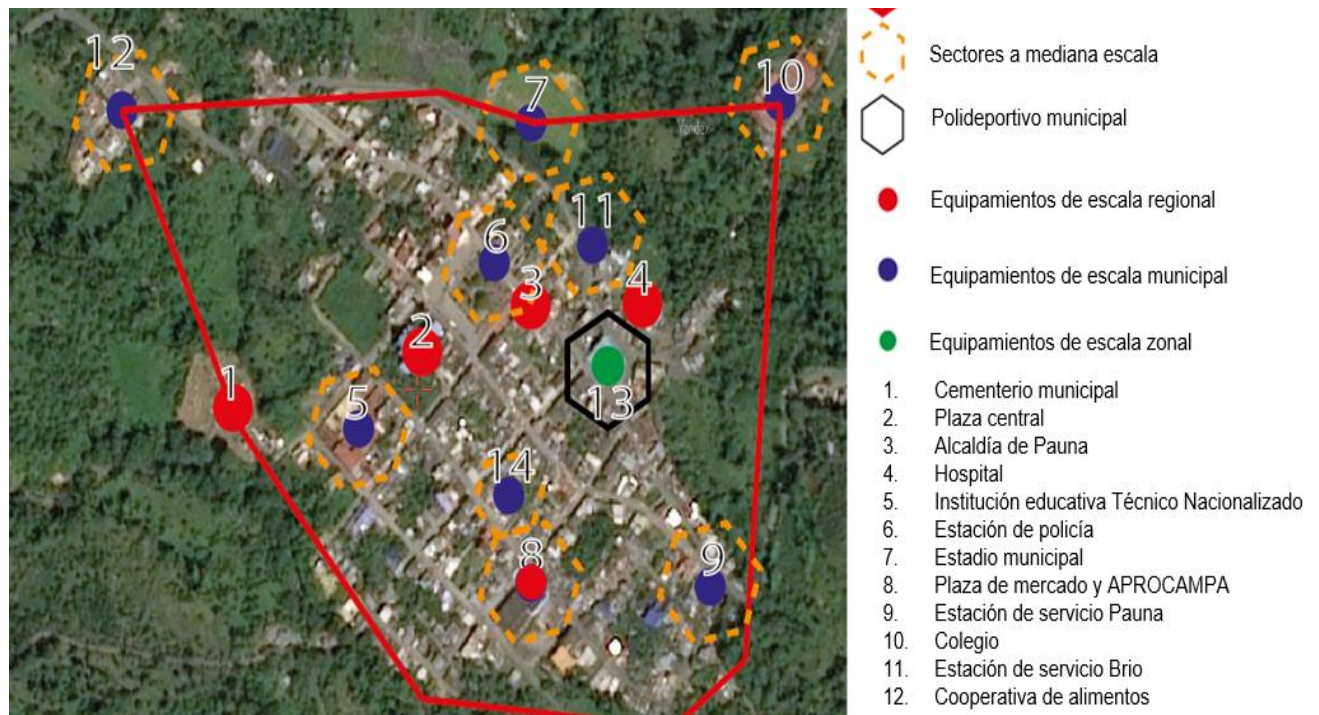 12
7
10
11
6
3
4
2
1
13
5
14
8
9
Sectores a mediana escala
Polideportivo municipal
Equipamientos de escala regional
Equipamientos de escala municipal
Equipamientos de escala zonal
1. Cementerio municipal
2. Plaza central
3. Alcaldía de Pauna
4. Hospital
5. Institución educativa Técnico Nacionalizado
6. Estación de policía
7. Estadio municipal
8. Plaza de mercado y APROCAMPA
9. Estación de servicio Pauna
10. Colegio
11. Estación de servicio Brio
12. Cooperativa de alimentos